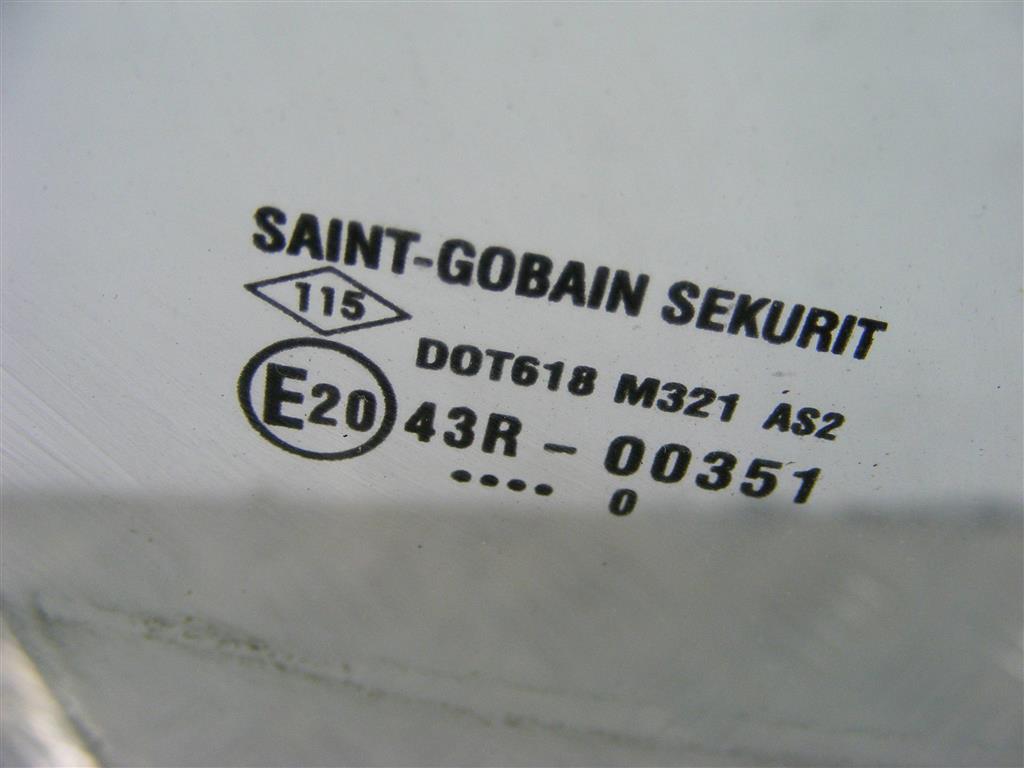 SAINT-GOBAIN SEKURIT
115
DOT618 M321 AS2
E20 43R-00351
.... 0